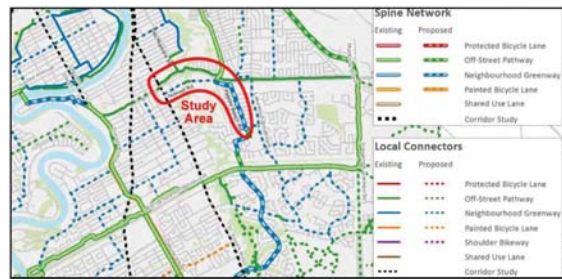 Study
Area
Spine Network
Existing Proposed
Protected Bicycle Lane
Off-Street Pathway
Neighbourhood Greenway
Painted Bicycle Lane
Shared Use Lane
Corridor Study
Local Connectors
Existing Proposed
Protected Bicycle Lane
Off-Street Pathway
Neighbourhood Greenway
Painted Bicycle Lane
Shoulder Bikeway
Shared Use Lane
Corridor Study